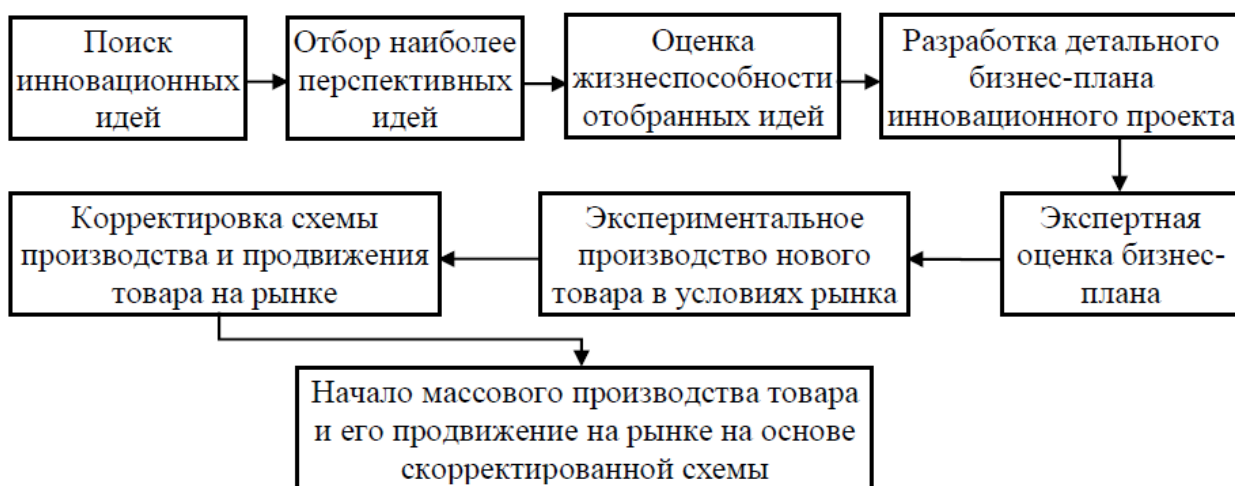 Поиск
инновационных
идей
Отбор наиболее
перспективных
идей
Оценка
жизнеспособности
отобранных идей
Разработка детального
бизнес-плана
инновационного проекта
Экспертная
оценка бизнес-
плана
Экспериментальное
производство нового
товара в условиях рынка
Корректировка схемы
производства и продвижения
товара на рынке
Начало массового производства товара
и его продвижение на рынке на основе
скорректированной схемы